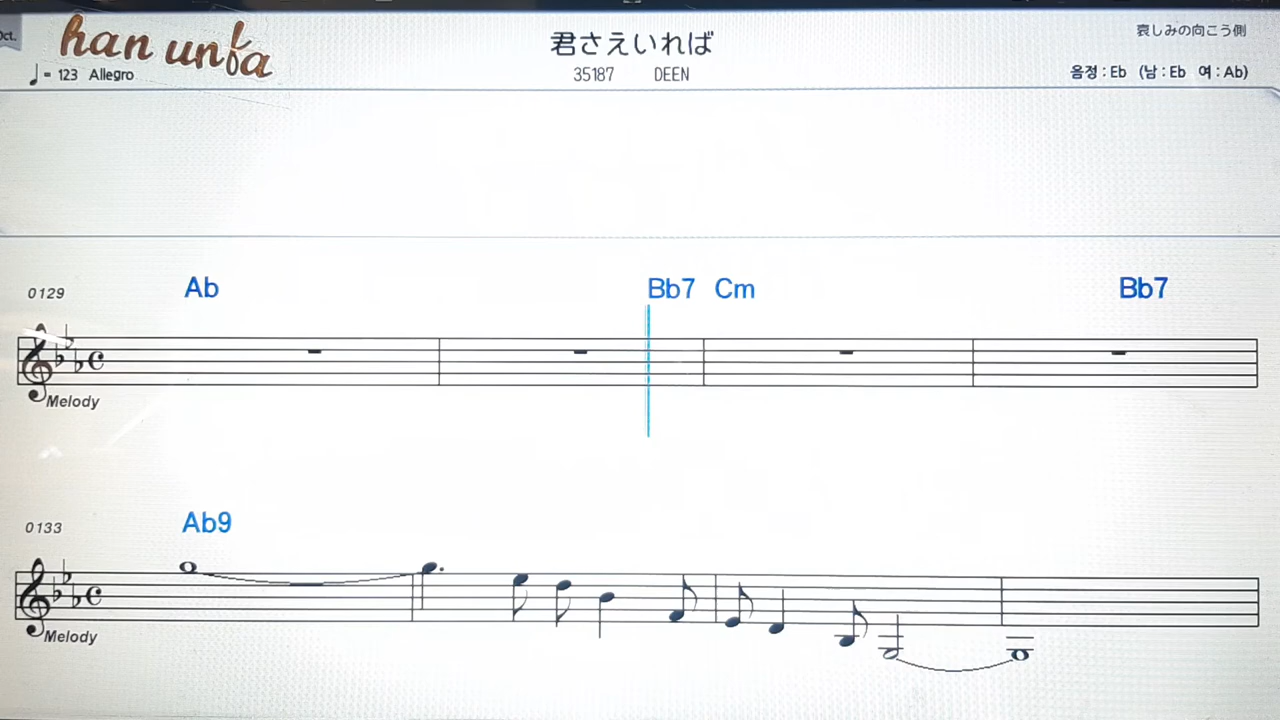 Oct.
han unfa
君さえいれば
哀しみの向こう側
♩= 123 Allegro
35187 DEEN
음정 : Eb (남 : Eb 여 : Ab)
0129
Ab Bb7 Cm Bb7
Melody
0133
Ab9
Melody